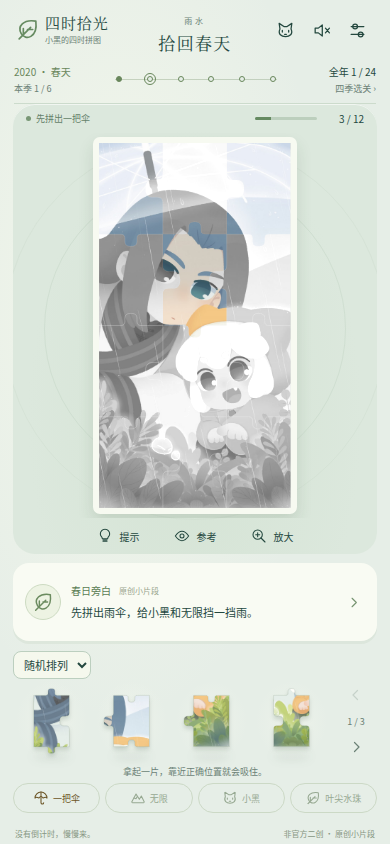 四时拾光
小黑的四时拼图
雨水
拾回春天
2020 · 春天
本季 1 / 6
全年 1 / 24
四季选关 ›
先拼出一把伞
3 / 12
提示
参考
放大
春日旁白 原创小片段
先拼出雨伞，给小黑和无限挡一挡雨。
随机排列
1 / 3
拿起一片，靠近正确位置就会吸住。
一把伞
无限
小黑
叶尖水珠
没有倒计时，慢慢来。
非官方二创 · 原创小片段